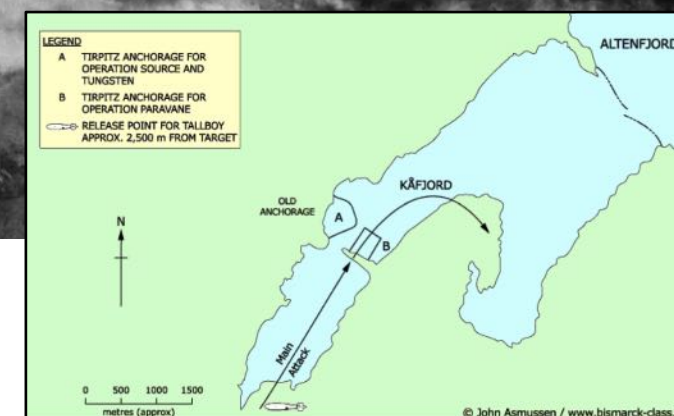 LEGEND
A TIRPITZ ANCHORAGE FOR
OPERATION SOURCE AND
TUNGSTEN
B TIRPITZ ANCHORAGE FOR
OPERATION PARAVANE
RELEASE POINT FOR TALLBOY
APPROX. 2,500 m FROM TARGET
ALTENFJORD
KÅFJORD
OLD
ANCHORAGE
A
B
N
Main
Attack
0 500 1000 1500
metres (approx)
© John Asmussen / www.bismarck-class.